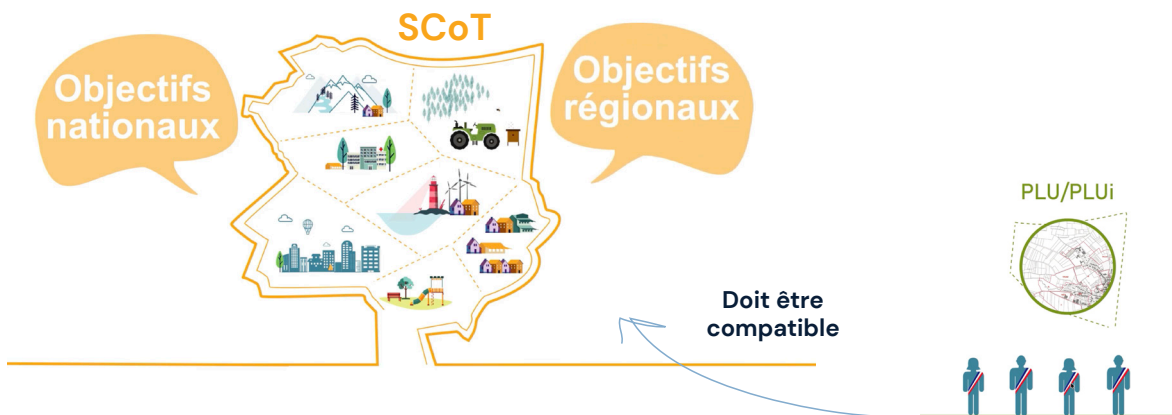 SCoT
Objectifs
nationaux
Objectifs
régionaux
PLU/PLUi
Doit être
compatible